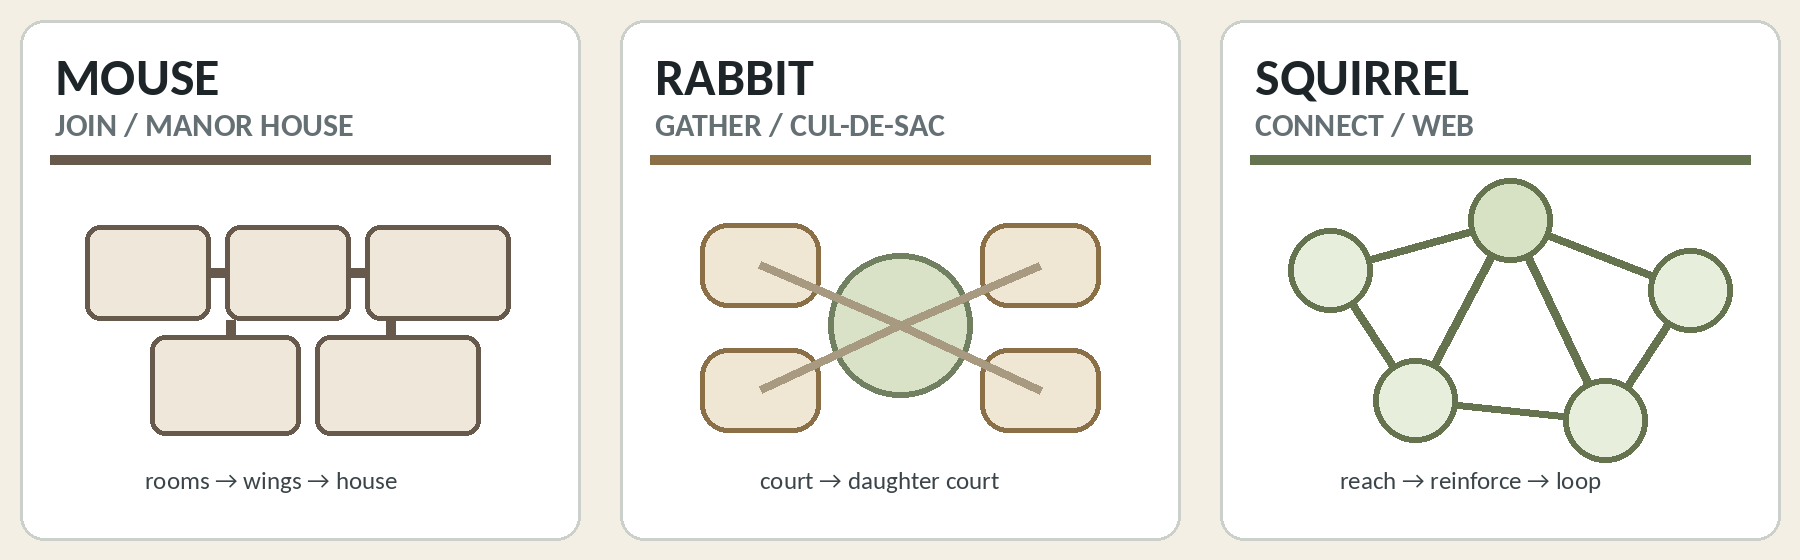 MOUSE
JOIN / MANOR HOUSE
rooms → wings → house
RABBIT
GATHER / CUL-DE-SAC
court → daughter court
SQUIRREL
CONNECT / WEB
reach → reinforce → loop